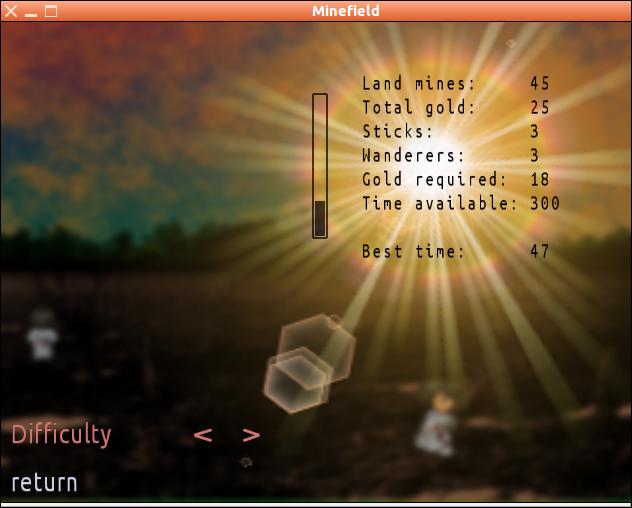 Minefield
Land mines: 45
Total gold: 25
Sticks: 3
Wanderers: 3
Gold required: 18
Time available: 300
Best time: 47
Difficulty < >
return